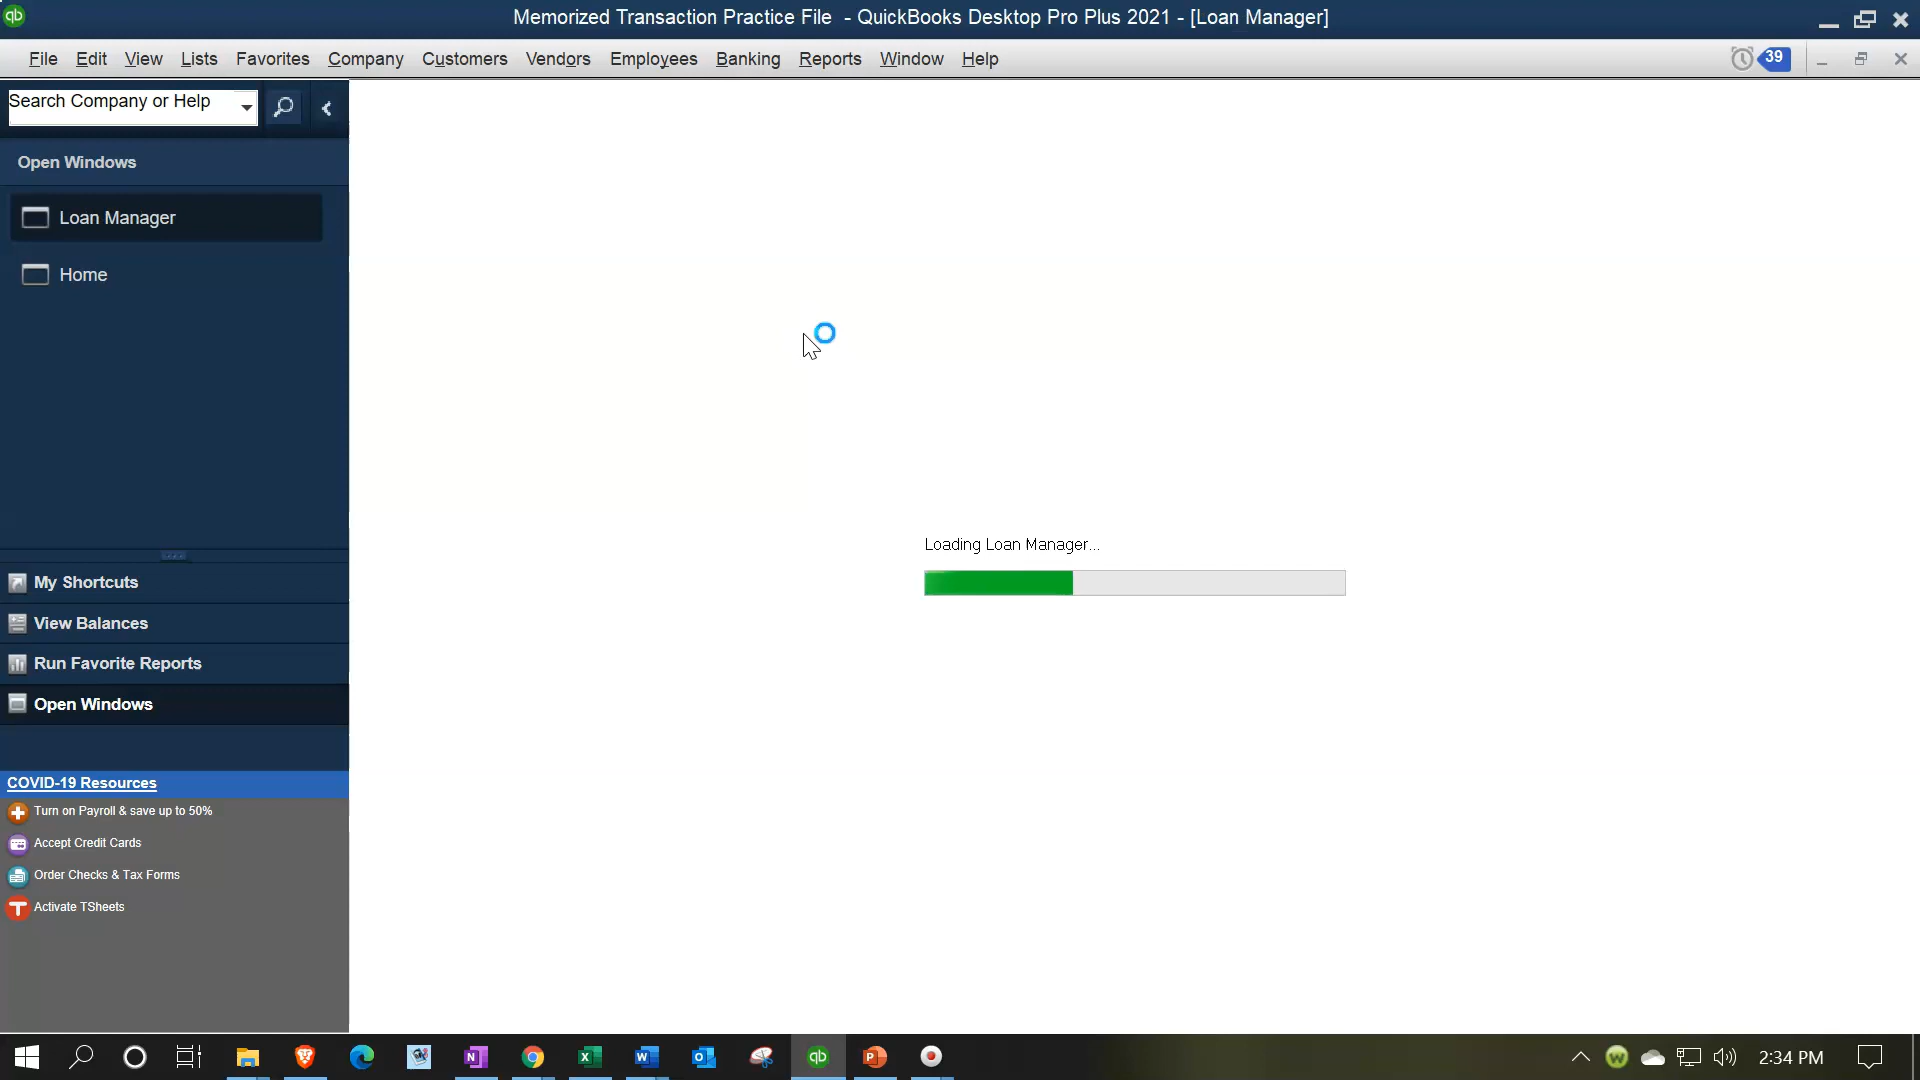 qb
Memorized Transaction Practice File - QuickBooks Desktop Pro Plus 2021 - [Loan Manager]
File Edit View Lists Favorites Company Customers Vendors Employees Banking Reports Window Help
39
Search Company or Help
Open Windows
Loan Manager
Home
Loading Loan Manager...
My Shortcuts
View Balances
Run Favorite Reports
Open Windows
COVID-19 Resources
Turn on Payroll & save up to 50%
Accept Credit Cards
Order Checks & Tax Forms
Activate TSheets
2:34 PM